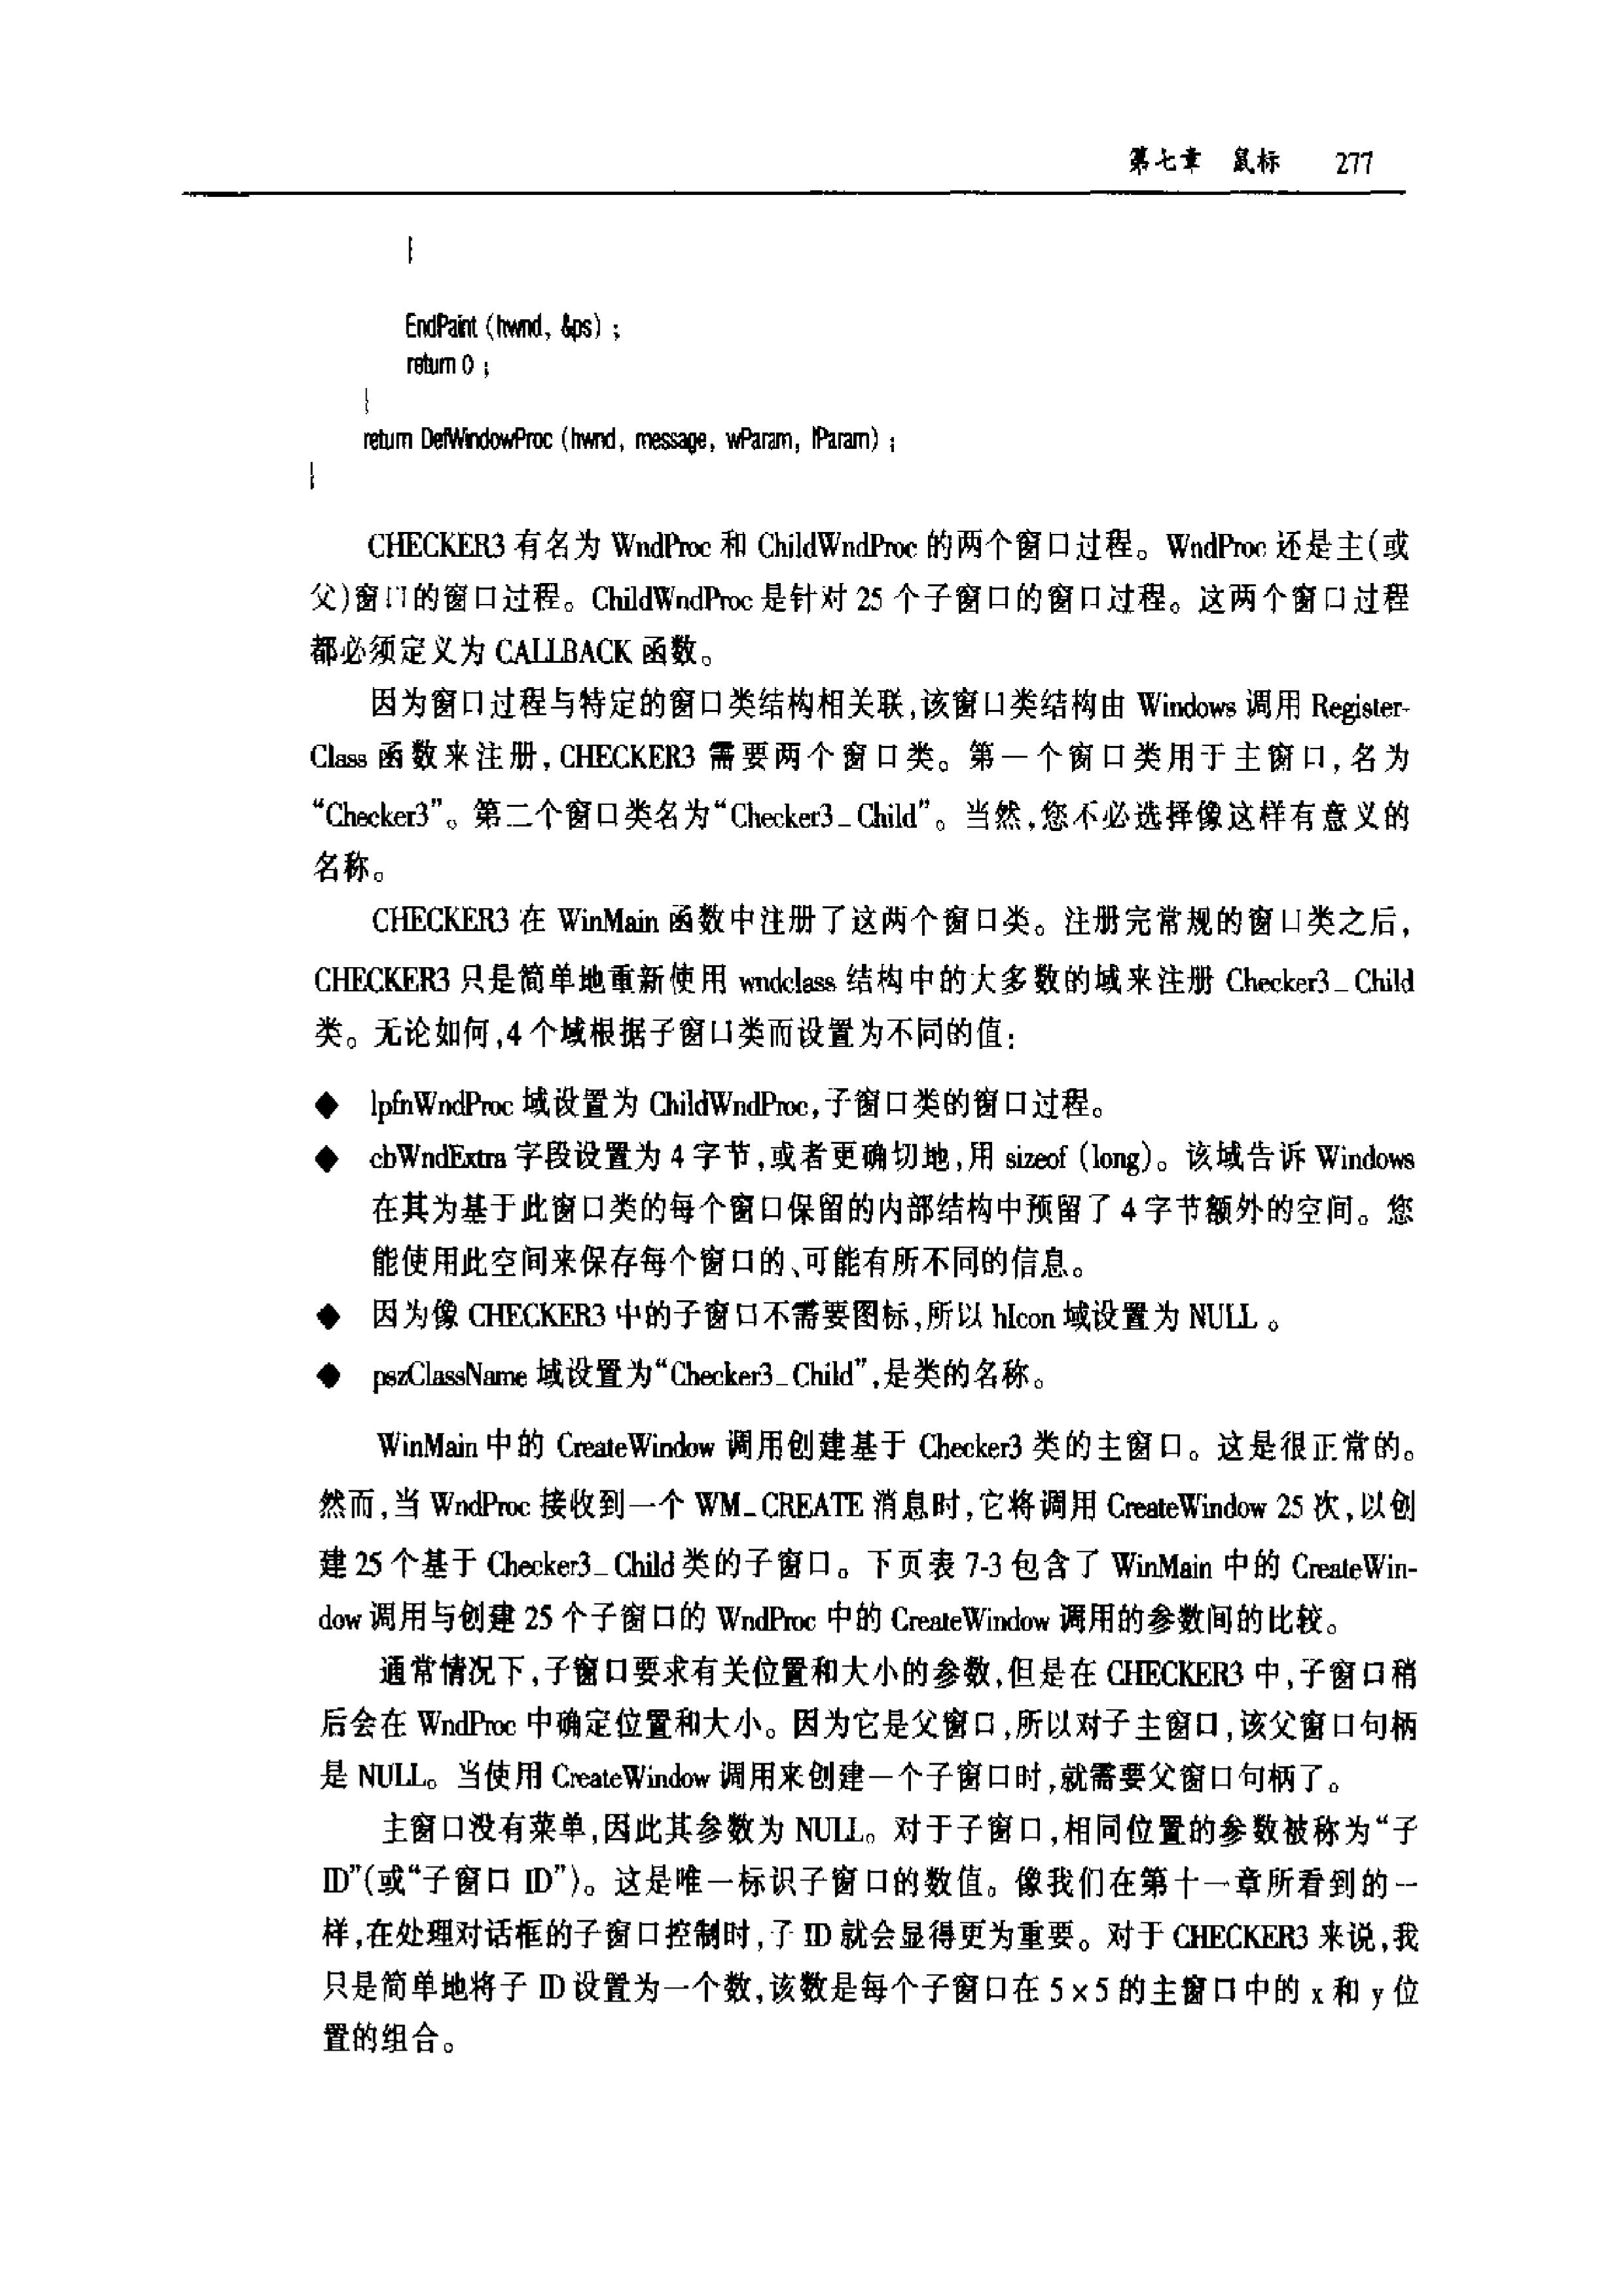 第七章 鼠标 277
}
EndPaint (hwnd, &ps) ;
return 0 ;
}
return DefWindowProc (hwnd, message, wParam, lParam) ;
}
CHECKER3 有名为 WndProc 和 ChildWndProc 的两个窗口过程。WndProc 还是主(或
父)窗口的窗口过程。ChildWndProc 是针对 25 个子窗口的窗口过程。这两个窗口过程
都必须定义为 CALLBACK 函数。
因为窗口过程与特定的窗口类结构相关联,该窗口类结构由 Windows 调用 Register-
Class 函数来注册,CHECKER3 需要两个窗口类。第一个窗口类用于主窗口,名为
“Checker3”。第二个窗口类名为“Checker3_Child”。当然,您不必选择像这样有意义的
名称。
CHECKER3 在 WinMain 函数中注册了这两个窗口类。注册完常规的窗口类之后,
CHECKER3 只是简单地重新使用 wndclass 结构中的大多数的域来注册 Checker3_Child
类。无论如何,4 个域根据子窗口类而设置为不同的值:
◆ lpfnWndProc 域设置为 ChildWndProc,子窗口类的窗口过程。
◆ cbWndExtra 字段设置为 4 字节,或者更确切地,用 sizeof (long)。该域告诉 Windows
在其为基于此窗口类的每个窗口保留的内部结构中预留了 4 字节额外的空间。您
能使用此空间来保存每个窗口的、可能有所不同的信息。
◆ 因为像 CHECKER3 中的子窗口不需要图标,所以 hIcon 域设置为 NULL 。
◆ pszClassName 域设置为“Checker3_Child”,是类的名称。
WinMain 中的 CreateWindow 调用创建基于 Checker3 类的主窗口。这是很正常的。
然而,当 WndProc 接收到一个 WM_CREATE 消息时,它将调用 CreateWindow 25 次,以创
建 25 个基于 Checker3_Child 类的子窗口。下页表 7-3 包含了 WinMain 中的 CreateWin-
dow 调用与创建 25 个子窗口的 WndProc 中的 CreateWindow 调用的参数间的比较。
通常情况下,子窗口要求有关位置和大小的参数,但是在 CHECKER3 中,子窗口稍
后会在 WndProc 中确定位置和大小。因为它是父窗口,所以对子主窗口,该父窗口句柄
是 NULL。当使用 CreateWindow 调用来创建一个子窗口时,就需要父窗口句柄了。
主窗口没有菜单,因此其参数为 NULL。对于子窗口,相同位置的参数被称为“子
ID”(或“子窗口 ID”)。这是唯一标识子窗口的数值。像我们在第十一章所看到的一
样,在处理对话框的子窗口控制时,子 ID 就会显得更为重要。对于 CHECKER3 来说,我
只是简单地将子 ID 设置为一个数,该数是每个子窗口在 5×5 的主窗口中的 x 和 y 位
置的组合。